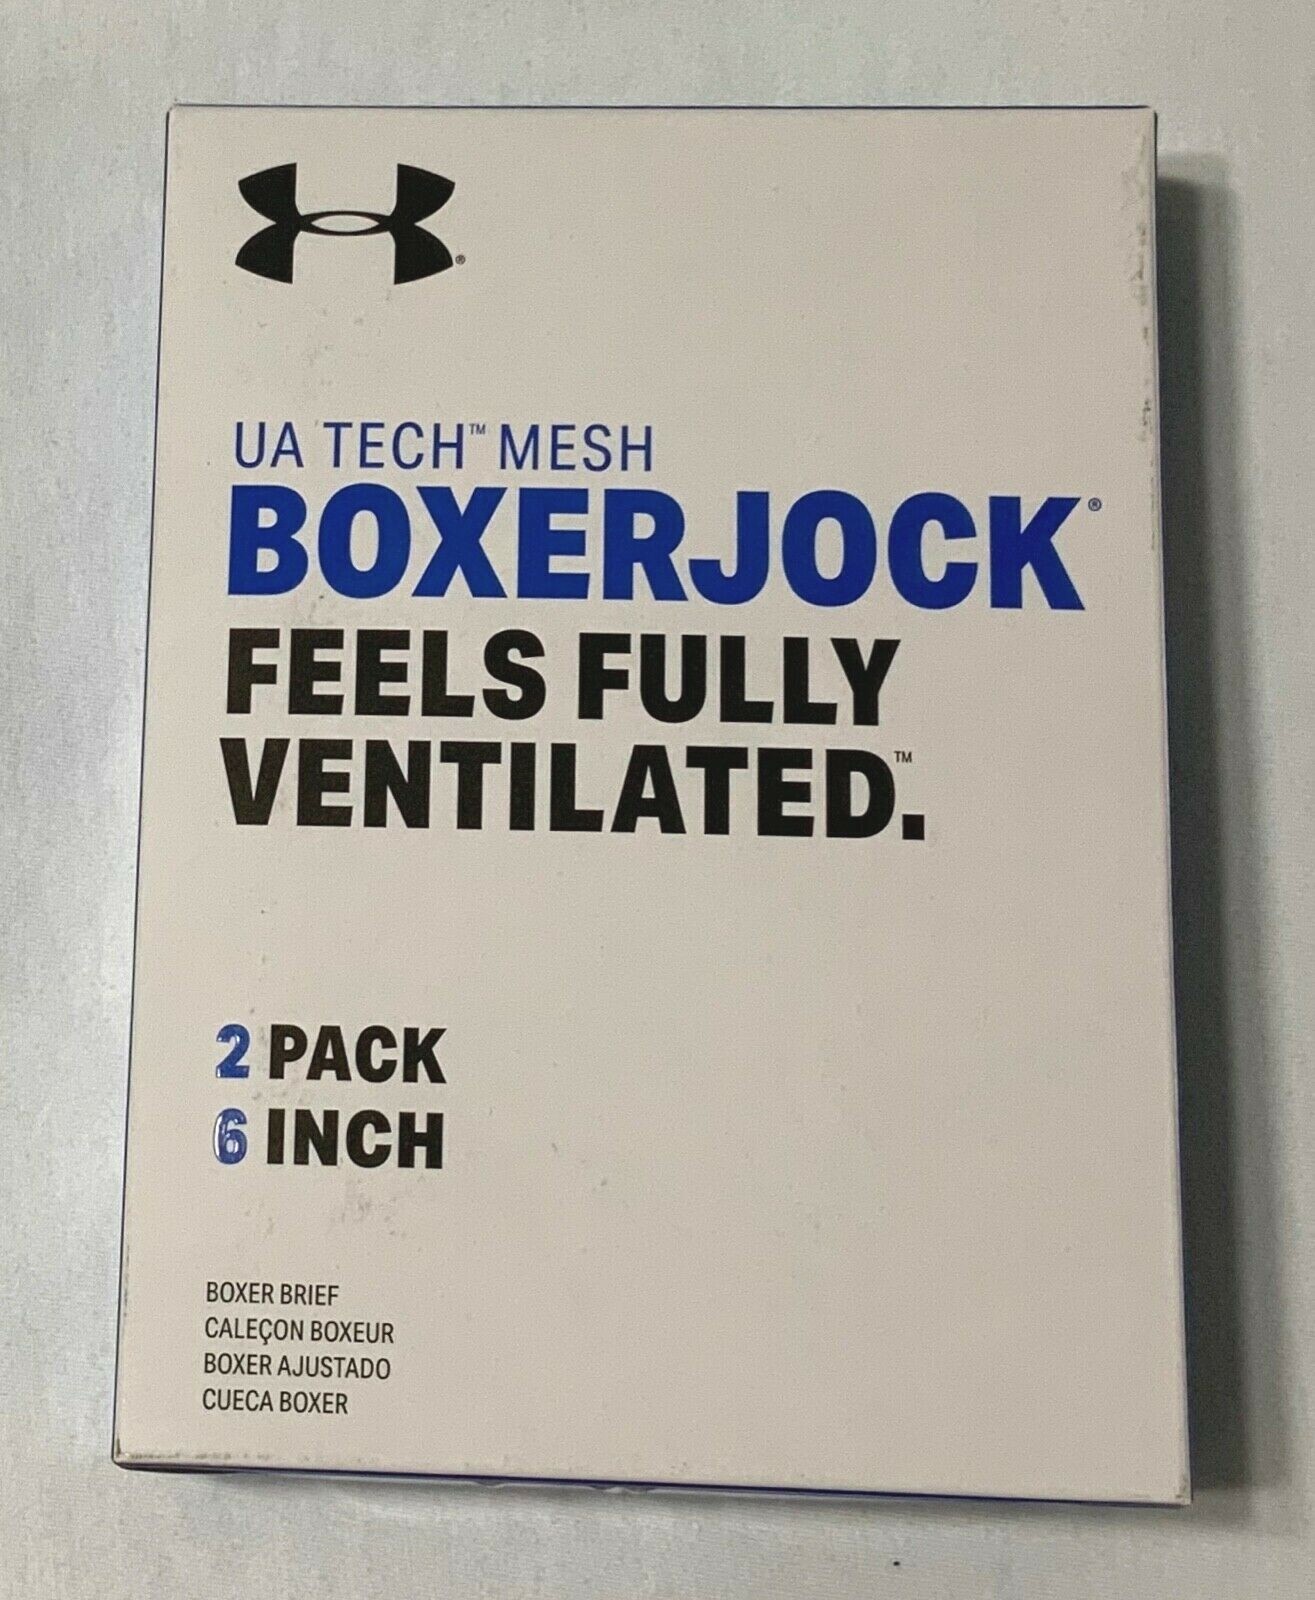 ®
UA TECH™ MESH
BOXERJOCK®
FEELS FULLY
VENTILATED.™
2 PACK
6 INCH
BOXER BRIEF
CALEÇON BOXEUR
BOXER AJUSTADO
CUECA BOXER